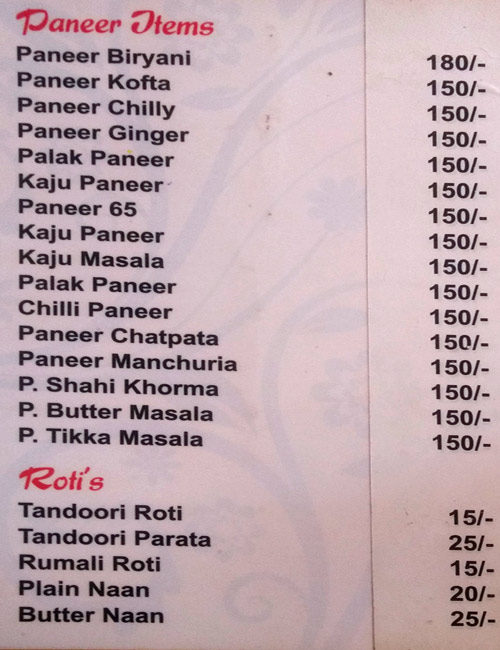 Paneer Items
Paneer Biryani 180/-
Paneer Kofta 150/-
Paneer Chilly 150/-
Paneer Ginger 150/-
Palak Paneer 150/-
Kaju Paneer 150/-
Paneer 65 150/-
Kaju Paneer 150/-
Kaju Masala 150/-
Palak Paneer 150/-
Chilli Paneer 150/-
Paneer Chatpata 150/-
Paneer Manchuria 150/-
P. Shahi Khorma 150/-
P. Butter Masala 150/-
P. Tikka Masala 150/-
Roti's
Tandoori Roti 15/-
Tandoori Parata 25/-
Rumali Roti 15/-
Plain Naan 20/-
Butter Naan 25/-